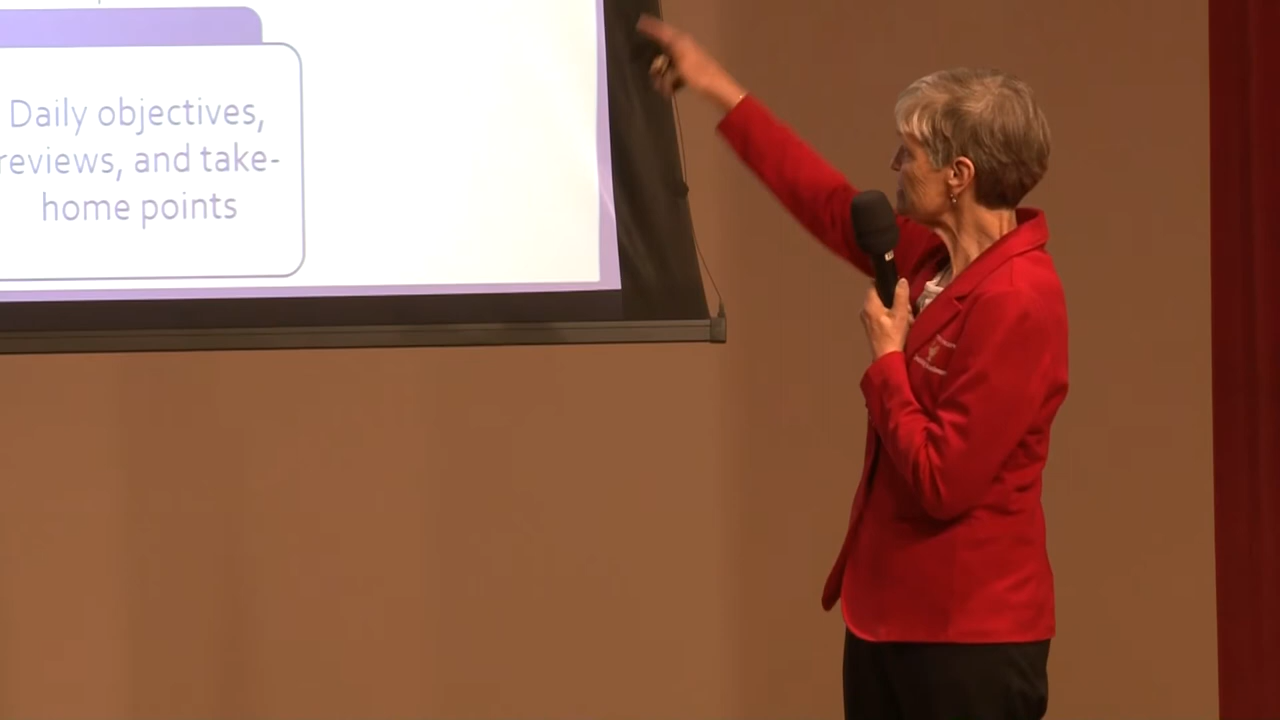 Daily objectives,
reviews, and take-
home points